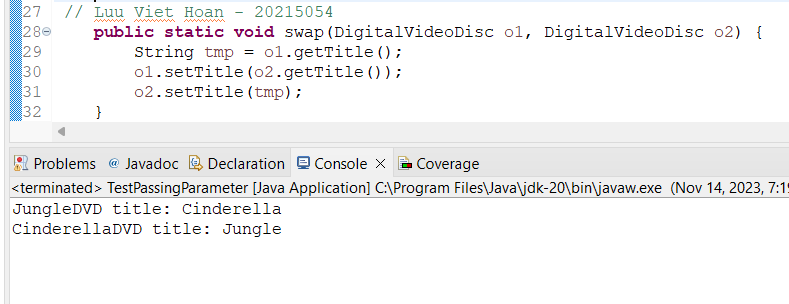 27 // Luu Viet Hoan - 20215054
28 public static void swap(DigitalVideoDisc o1, DigitalVideoDisc o2) {
29 String tmp = o1.getTitle();
30 o1.setTitle(o2.getTitle());
31 o2.setTitle(tmp);
32 }
Problems @ Javadoc Declaration Console Coverage
<terminated> TestPassingParameter [Java Application] C:\Program Files\Java\jdk-20\bin\javaw.exe (Nov 14, 2023, 7:19
JungleDVD title: Cinderella
CinderellaDVD title: Jungle